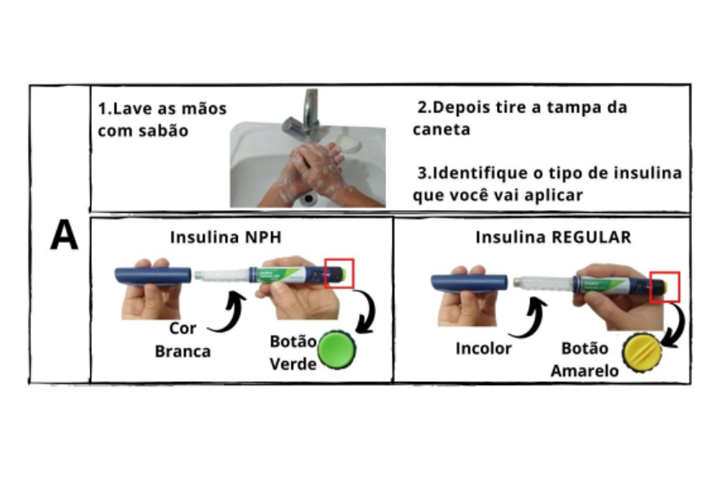 A
1.Lave as mãos
com sabão
2.Depois tire a tampa da
caneta
3.Identifique o tipo de insulina
que você vai aplicar
Insulina NPH
Cor
Branca
Botão
Verde
Insulina REGULAR
Incolor
Botão
Amarelo